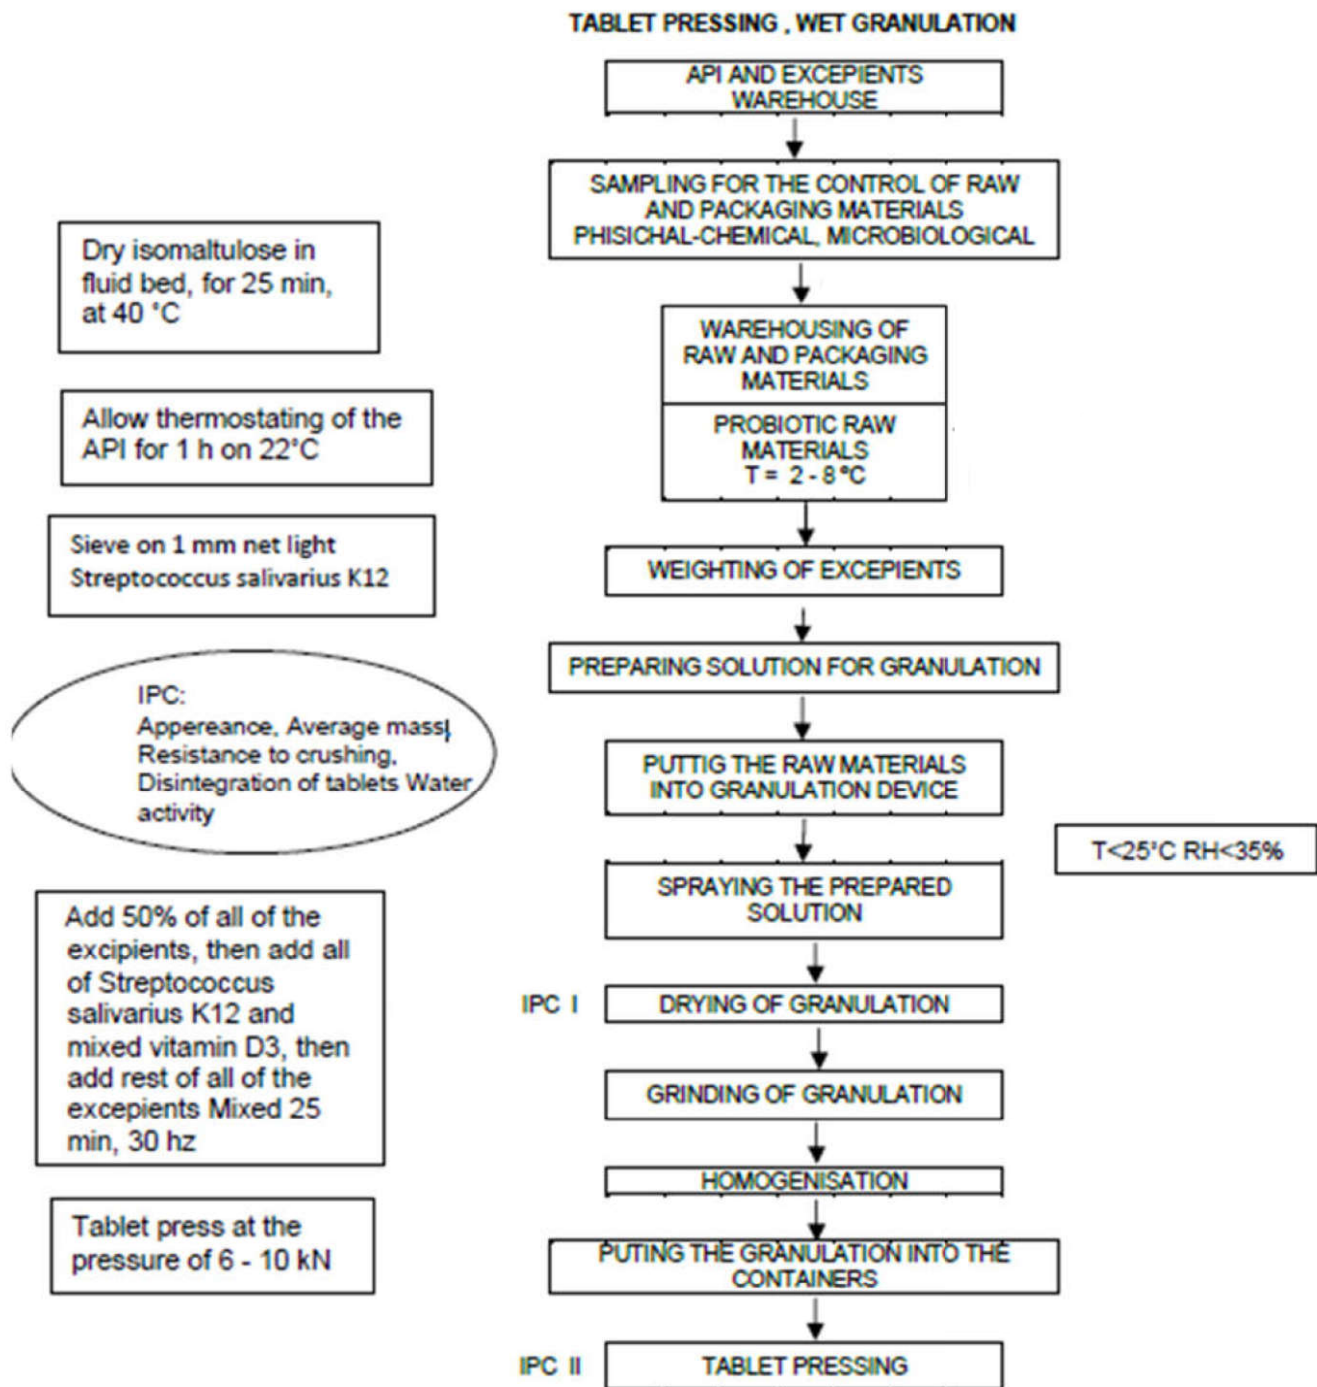 TABLET PRESSING , WET GRANULATION
API AND EXCEPIENTS
WAREHOUSE
SAMPLING FOR THE CONTROL OF RAW
AND PACKAGING MATERIALS
PHISICHAL-CHEMICAL, MICROBIOLOGICAL
WAREHOUSING OF
RAW AND PACKAGING
MATERIALS
PROBIOTIC RAW
MATERIALS
T = 2 - 8 ºC
WEIGHTING OF EXCEPIENTS
PREPARING SOLUTION FOR GRANULATION
PUTTIG THE RAW MATERIALS
INTO GRANULATION DEVICE
SPRAYING THE PREPARED
SOLUTION
IPC I
DRYING OF GRANULATION
GRINDING OF GRANULATION
HOMOGENISATION
PUTING THE GRANULATION INTO THE
CONTAINERS
IPC II
TABLET PRESSING
Dry isomaltulose in
fluid bed, for 25 min,
at 40 °C
Allow thermostating of the
API for 1 h on 22°C
Sieve on 1 mm net light
Streptococcus salivarius K12
IPC:
Appereance, Average mass,
Resistance to crushing,
Disintegration of tablets Water
activity
Add 50% of all of the
excipients, then add all
of Streptococcus
salivarius K12 and
mixed vitamin D3, then
add rest of all of the
excepients Mixed 25
min, 30 hz
Tablet press at the
pressure of 6 - 10 kN
T<25°C RH<35%